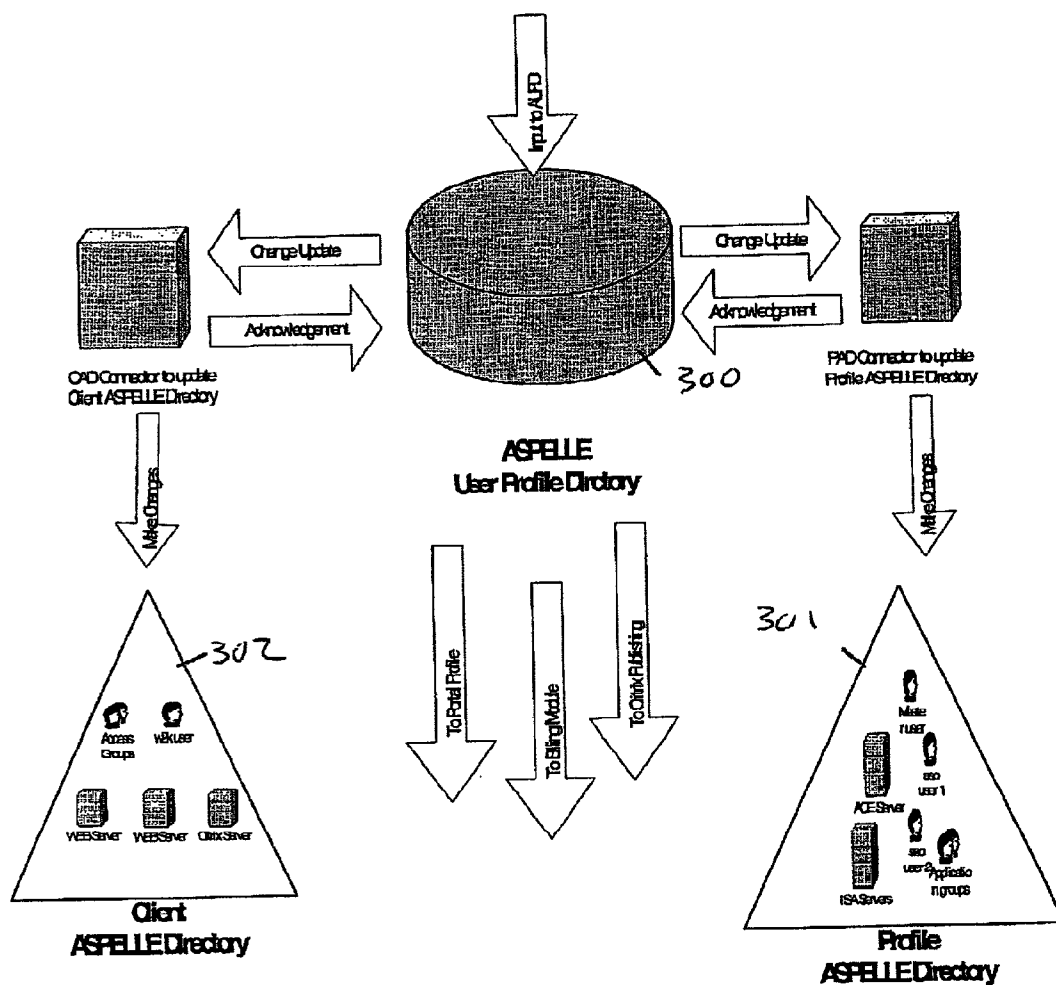 Input to AUPD
Change Update
Change Update
Acknowledgement
Acknowledgement
CAD Connector to update
Client ASPELLE Directory
300
PAD Connector to update
Profile ASPELLE Directory
ASPELLE
User Profile Directory
Make Changes
Make Changes
To Portal Profile
To Billing Module
To Citrix Publishing
302
301
Access
Groups
user
WEB Server
WEB Server
Citrix Server
n user
sso
user 1
ACE Server
sso
user 2
Applicatio
n groups
ISA Servers
Client
ASPELLE Directory
Profile
ASPELLE Directory